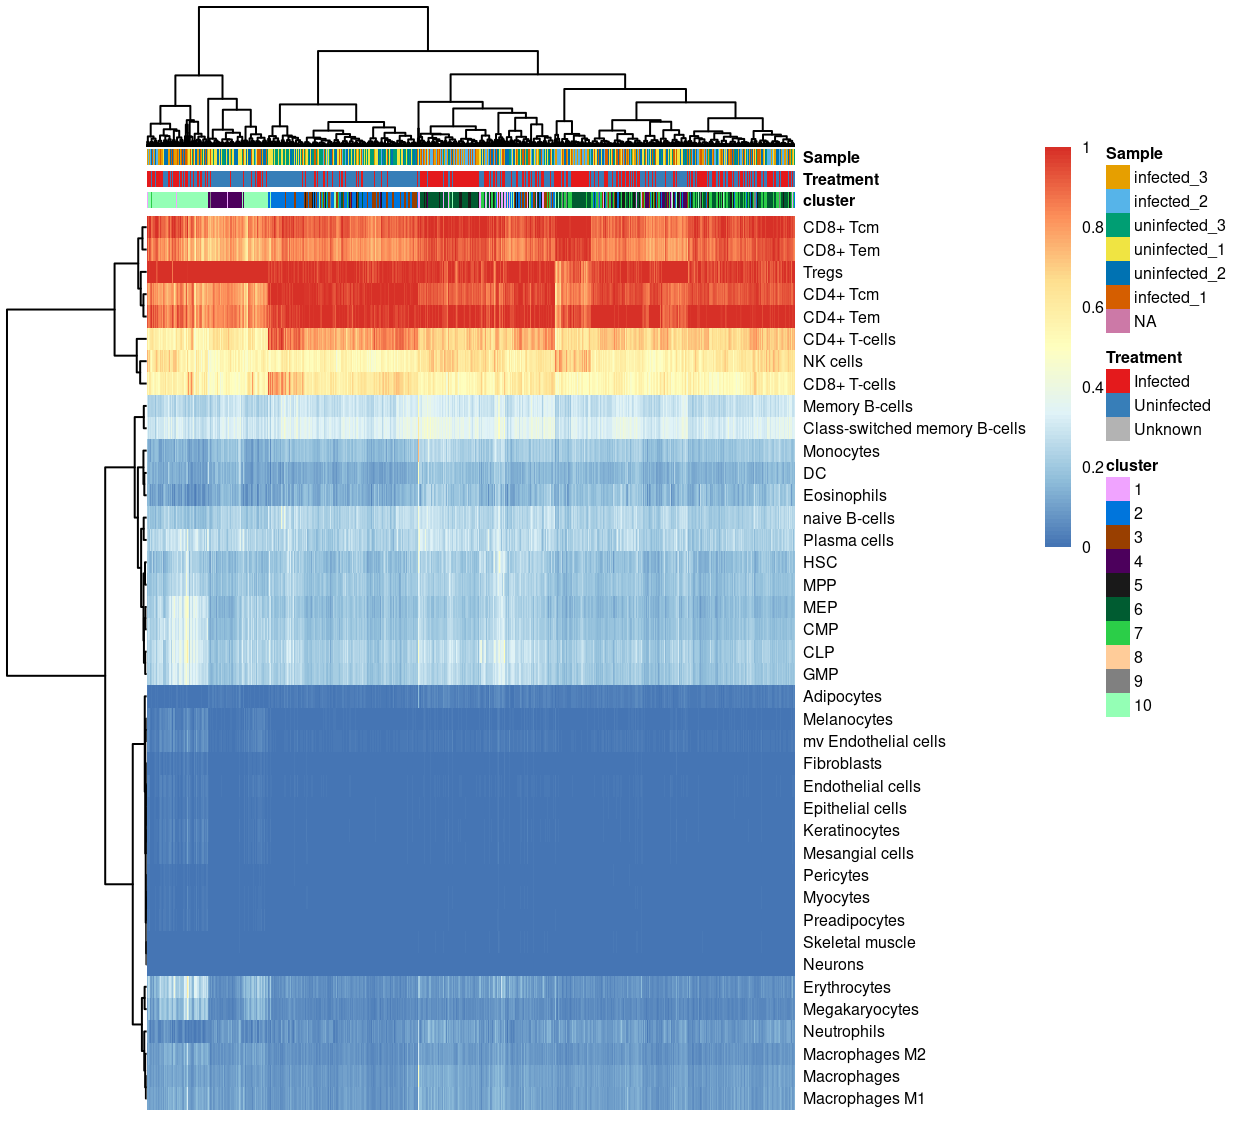 Sample
Treatment
cluster
CD8+ Tcm
CD8+ Tem
Tregs
CD4+ Tcm
CD4+ Tem
CD4+ T-cells
NK cells
CD8+ T-cells
Memory B-cells
Class-switched memory B-cells
Monocytes
DC
Eosinophils
naive B-cells
Plasma cells
HSC
MPP
MEP
CMP
CLP
GMP
Adipocytes
Melanocytes
mv Endothelial cells
Fibroblasts
Endothelial cells
Epithelial cells
Keratinocytes
Mesangial cells
Pericytes
Myocytes
Preadipocytes
Skeletal muscle
Neurons
Erythrocytes
Megakaryocytes
Neutrophils
Macrophages M2
Macrophages
Macrophages M1
1
0.8
0.6
0.4
0.2
0
Sample
infected_3
infected_2
uninfected_3
uninfected_1
uninfected_2
infected_1
NA
Treatment
Infected
Uninfected
Unknown
cluster
1
2
3
4
5
6
7
8
9
10